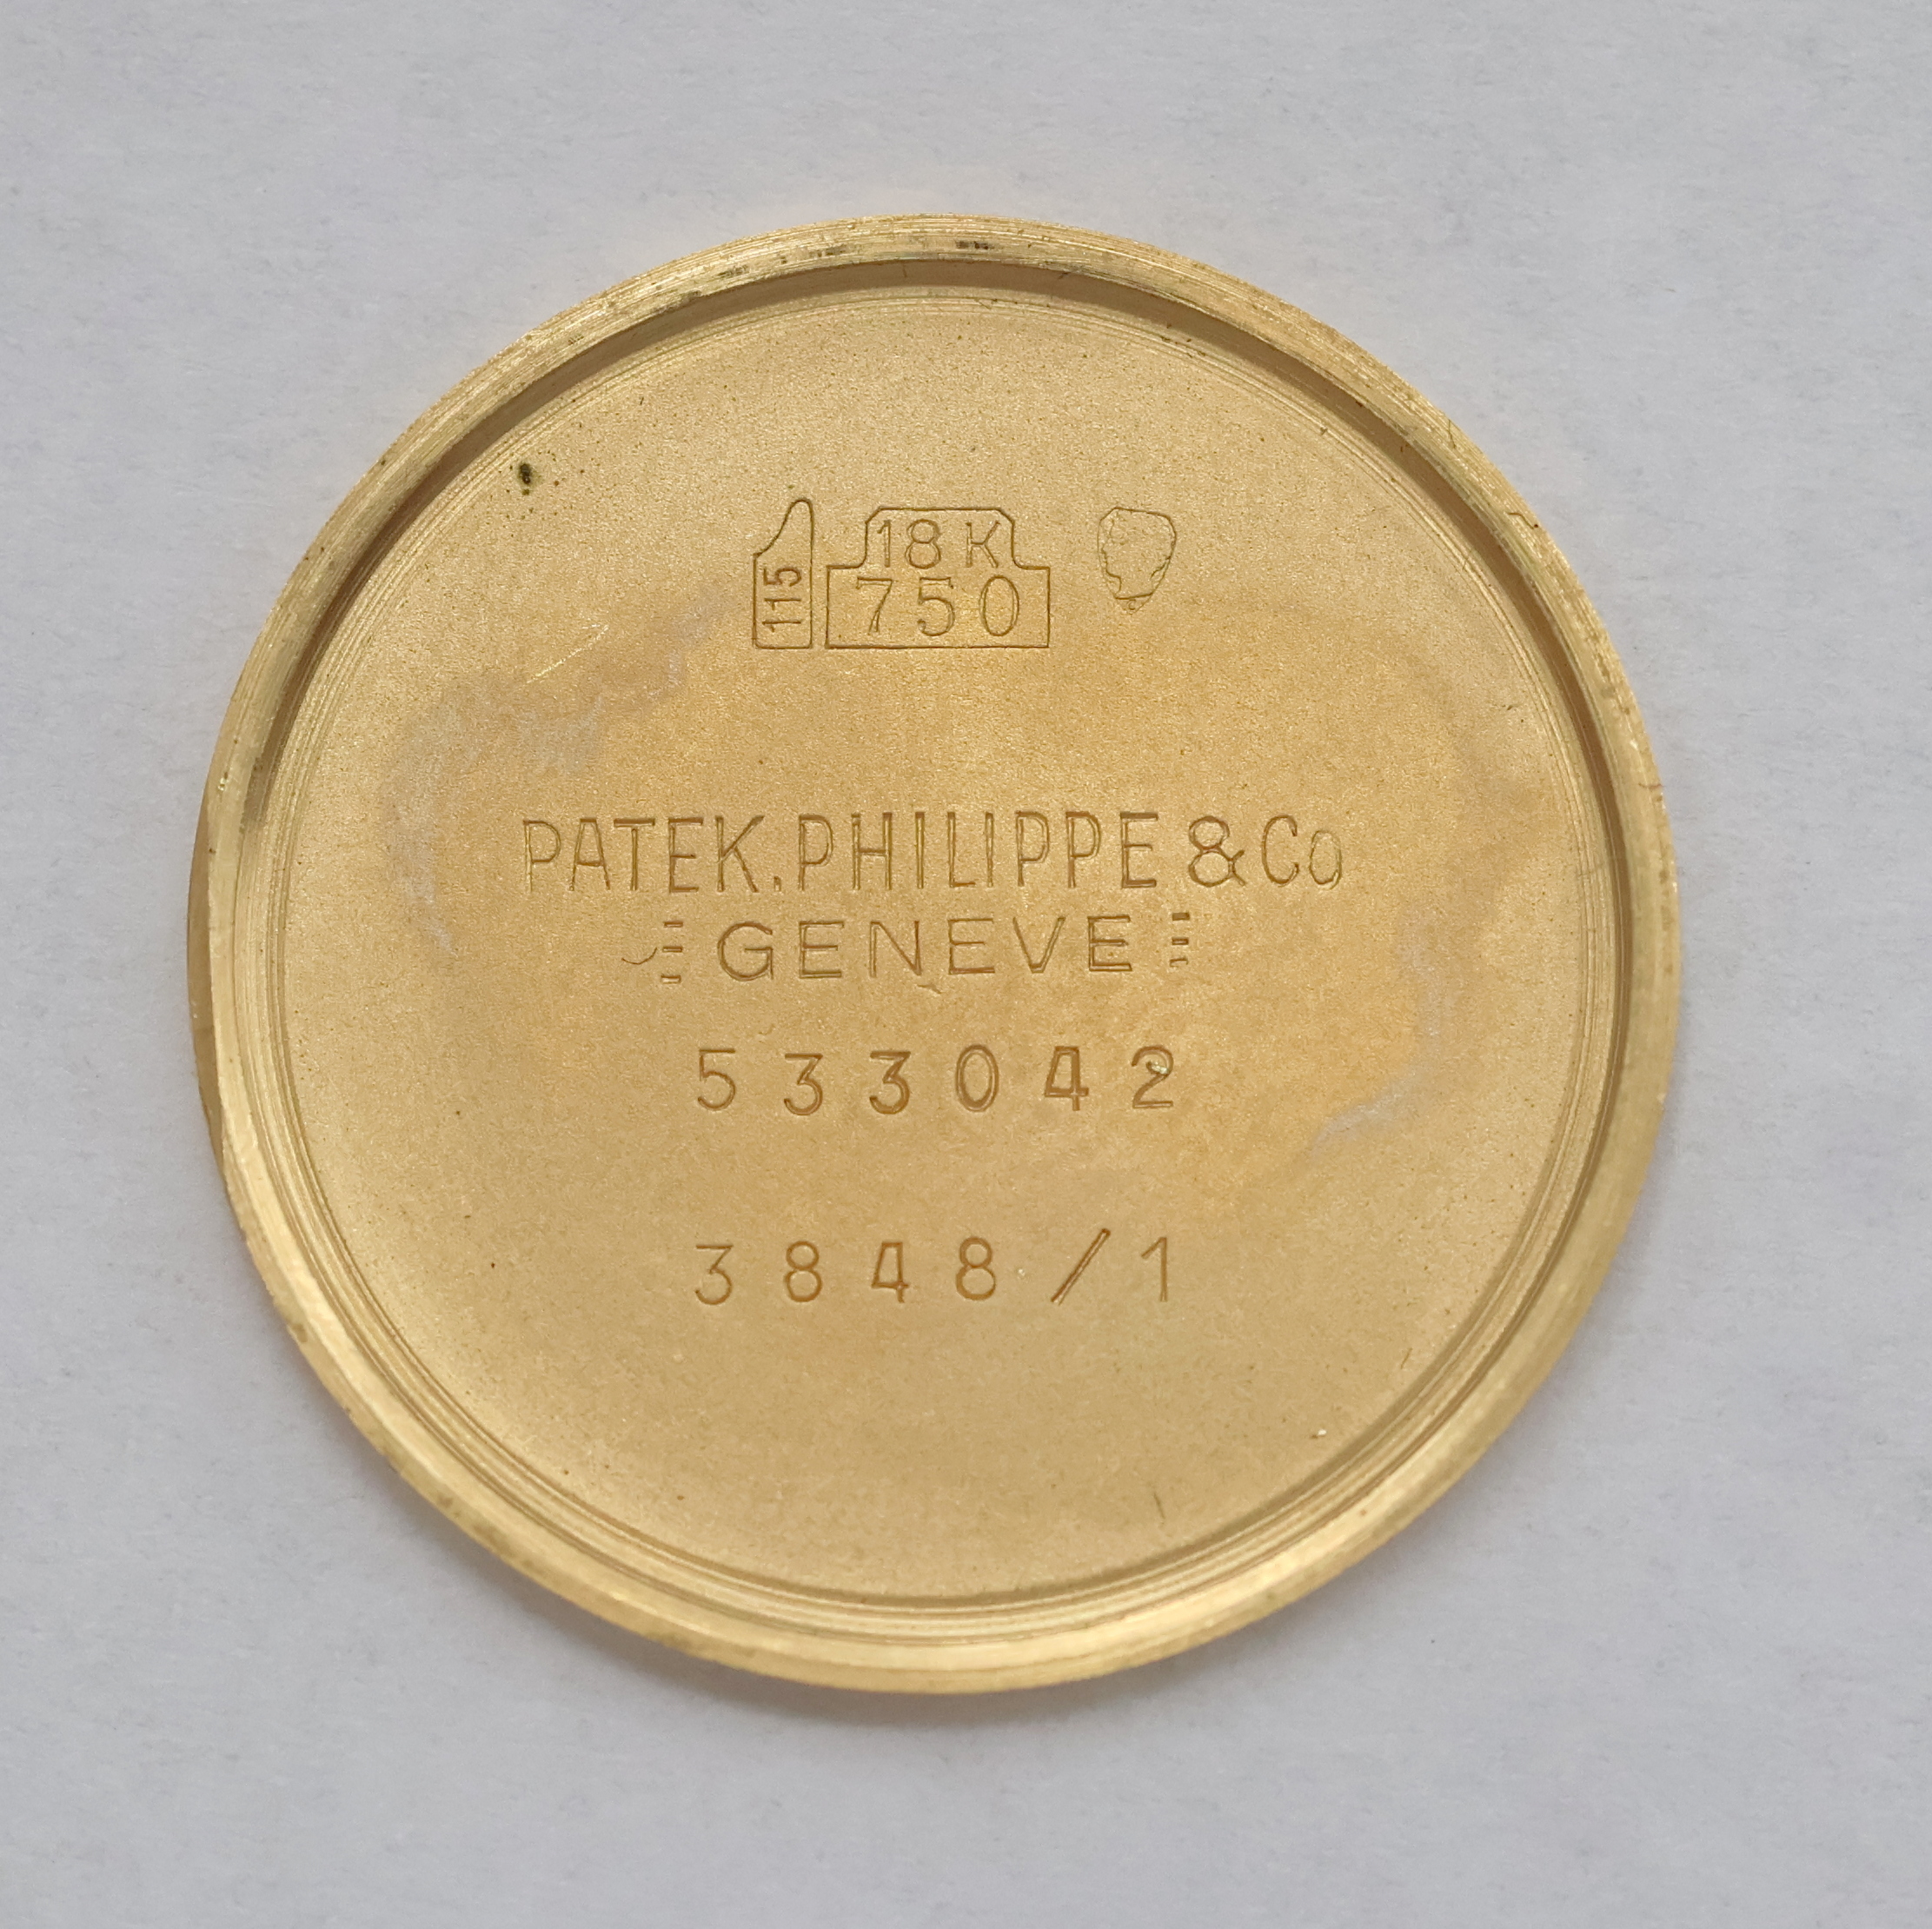 115
18K
750
PATEK.PHILIPPE & Co
GENEVE
533042
3848/1